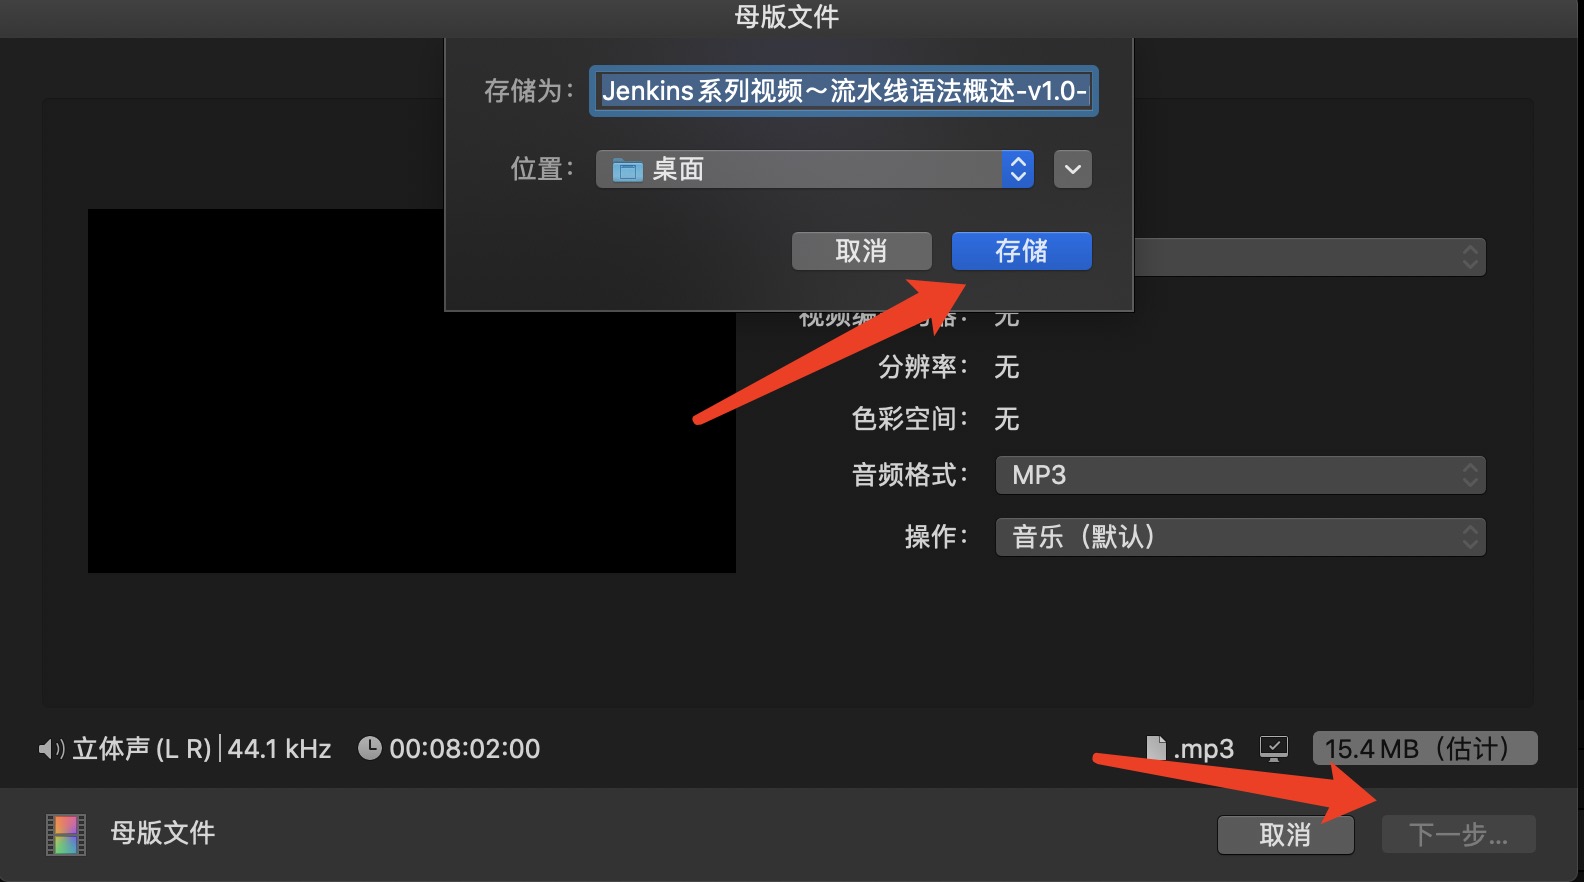 母版文件
存储为：
Jenkins系列视频～流水线语法概述-v1.0-
位置：
桌面
取消
存储
无
分辨率：
无
色彩空间：
无
音频格式：
MP3
操作：
音乐（默认）
立体声 (L R)
44.1 kHz
00:08:02:00
.mp3
15.4 MB（估计）
母版文件
取消
下一步...